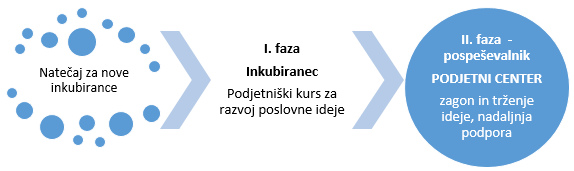 Natečaj za nove
inkubirance
I. faza
Inkubiranec
Podjetniški kurs za
razvoj poslovne ideje
II. faza  -
pospeševalnik
PODJETNI CENTER
zagon in trženje
ideje, nadaljnja
podpora